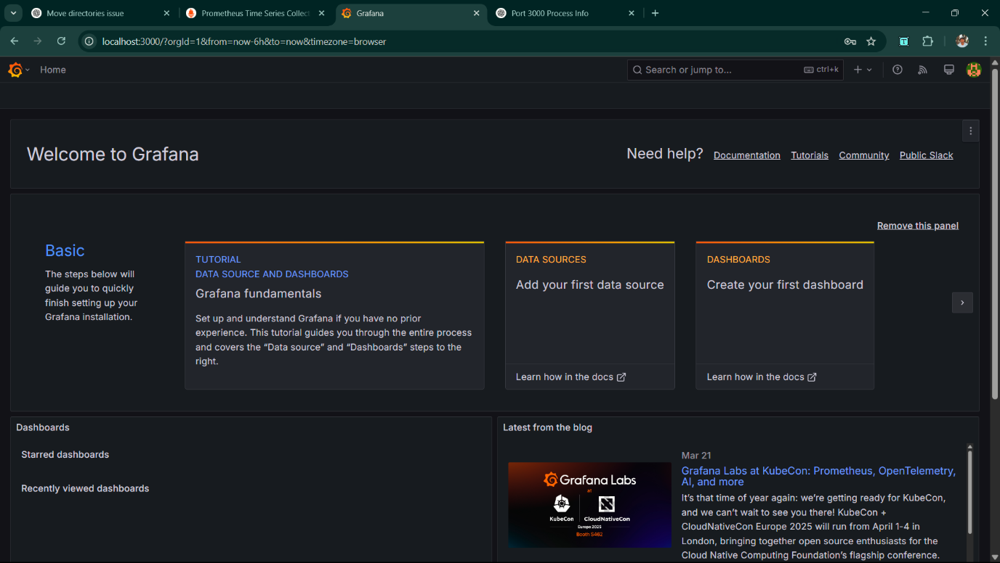 Move directories issue
Prometheus Time Series Collect
Grafana
Port 3000 Process Info
localhost:3000/?orgId=1&from=now-6h&to=now&timezone=browser
Home
Search or jump to...
ctrl+k
Welcome to Grafana
Need help?
Documentation
Tutorials
Community
Public Slack
Remove this panel
Basic
The steps below will
guide you to quickly
finish setting up your
Grafana installation.
TUTORIAL
DATA SOURCE AND DASHBOARDS
Grafana fundamentals
Set up and understand Grafana if you have no prior
experience. This tutorial guides you through the entire process
and covers the “Data source” and “Dashboards” steps to the
right.
DATA SOURCES
Add your first data source
Learn how in the docs
DASHBOARDS
Create your first dashboard
Learn how in the docs
Dashboards
Starred dashboards
Recently viewed dashboards
Latest from the blog
Grafana Labs
at
KubeCon
CloudNativeCon
Europe 2025
Booth S462
Mar 21
Grafana Labs at KubeCon: Prometheus, OpenTelemetry,
AI, and more
It’s that time of year again: we’re getting ready for KubeCon,
and we can’t wait to see you there! KubeCon +
CloudNativeCon Europe 2025 will run from April 1-4 in
London, bringing together open source enthusiasts for the
Cloud Native Computing Foundation’s flagship conference.